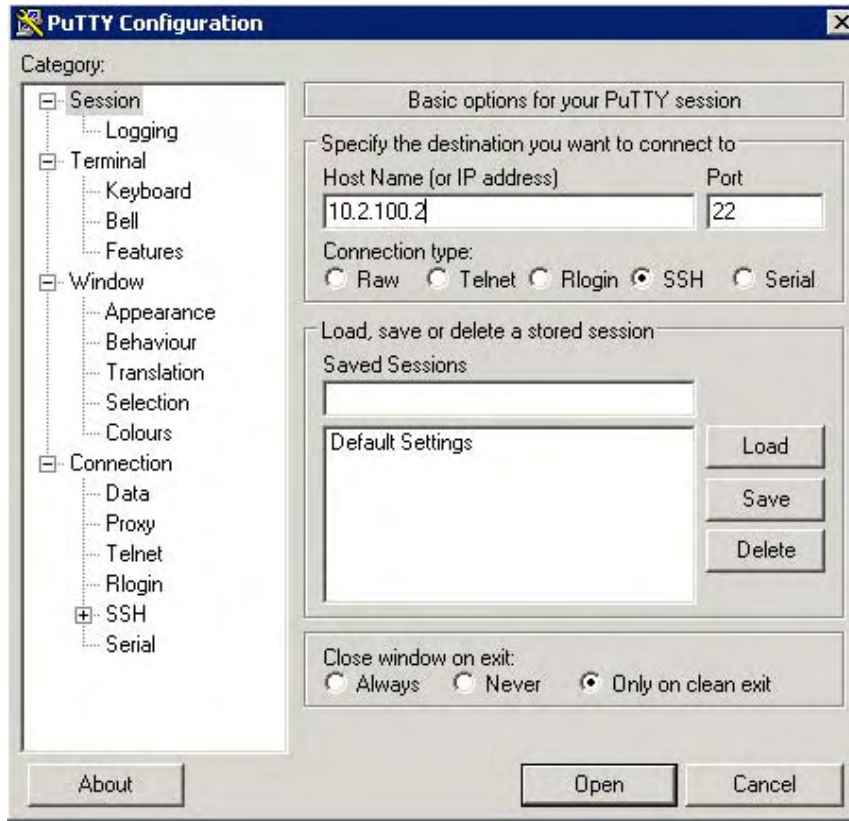 PuTTY Configuration
Category:
Session
Logging
Terminal
Keyboard
Bell
Features
Window
Appearance
Behaviour
Translation
Selection
Colours
Connection
Data
Proxy
Telnet
Rlogin
SSH
Serial
Basic options for your PuTTY session
Specify the destination you want to connect to
Host Name (or IP address) Port
10.2.100.2 22
Connection type:
Raw Telnet Rlogin SSH Serial
Load, save or delete a stored session
Saved Sessions
Default Settings
Load
Save
Delete
Close window on exit:
Always Never Only on clean exit
About Open Cancel